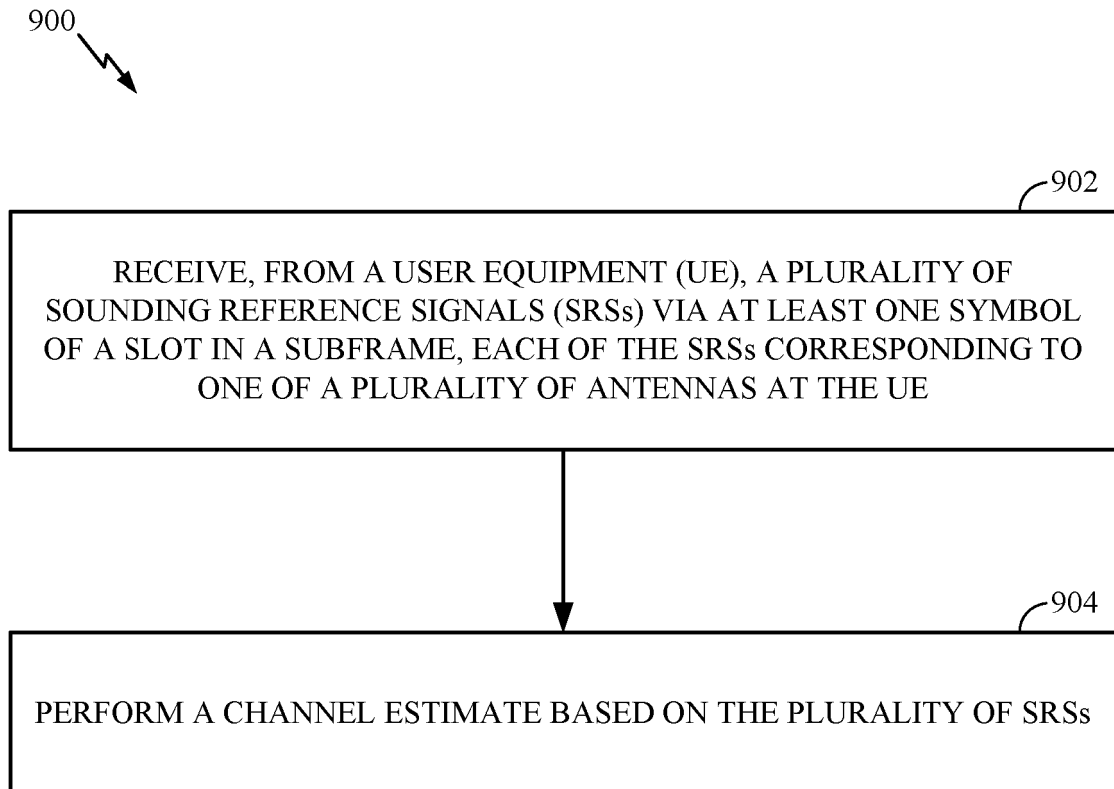 900
902
RECEIVE, FROM A USER EQUIPMENT (UE), A PLURALITY OF
SOUNDING REFERENCE SIGNALS (SRSs) VIA AT LEAST ONE SYMBOL
OF A SLOT IN A SUBFRAME, EACH OF THE SRSs CORRESPONDING TO
ONE OF A PLURALITY OF ANTENNAS AT THE UE
904
PERFORM A CHANNEL ESTIMATE BASED ON THE PLURALITY OF SRSs